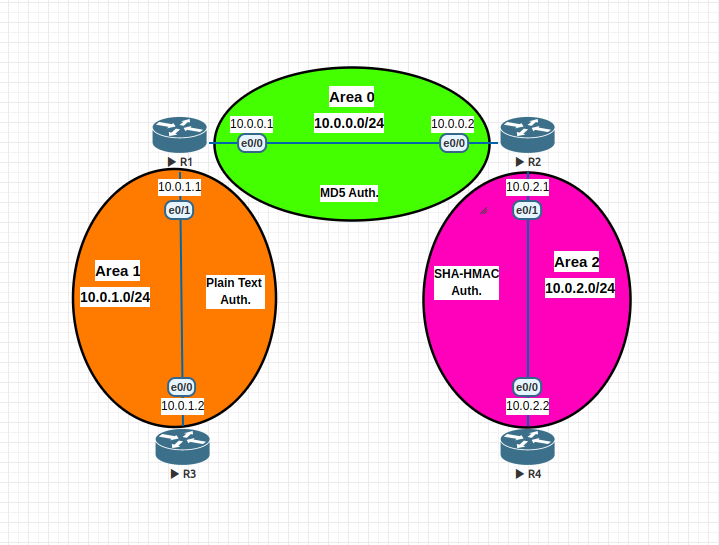 Area 0
10.0.0.1
10.0.0.0/24
10.0.0.2
e0/0
e0/0
R1
R2
MD5 Auth.
10.0.1.1
e0/1
Area 1
10.0.1.0/24
Plain Text
Auth.
e0/0
10.0.1.2
R3
10.0.2.1
e0/1
SHA-HMAC
Auth.
Area 2
10.0.2.0/24
e0/0
10.0.2.2
R4